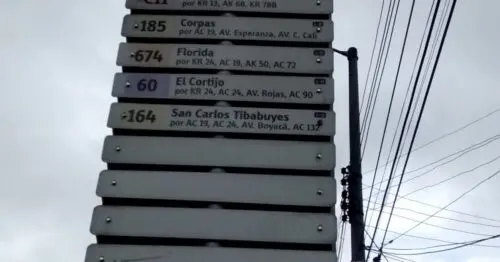 por KR 13, AK 68, KR 78B
185 Corpas
por AC 19, AV. Esperanza, AV. C. Cali
674 Florida
por KR 24, AC 19, AK 50, AC 72
60 El Cortijo
por KR 24, AC 24, AV. Rojas, AC 90
164 San Carlos Tibabuyes
por AC 19, AC 24, AV. Boyacá, AC 132